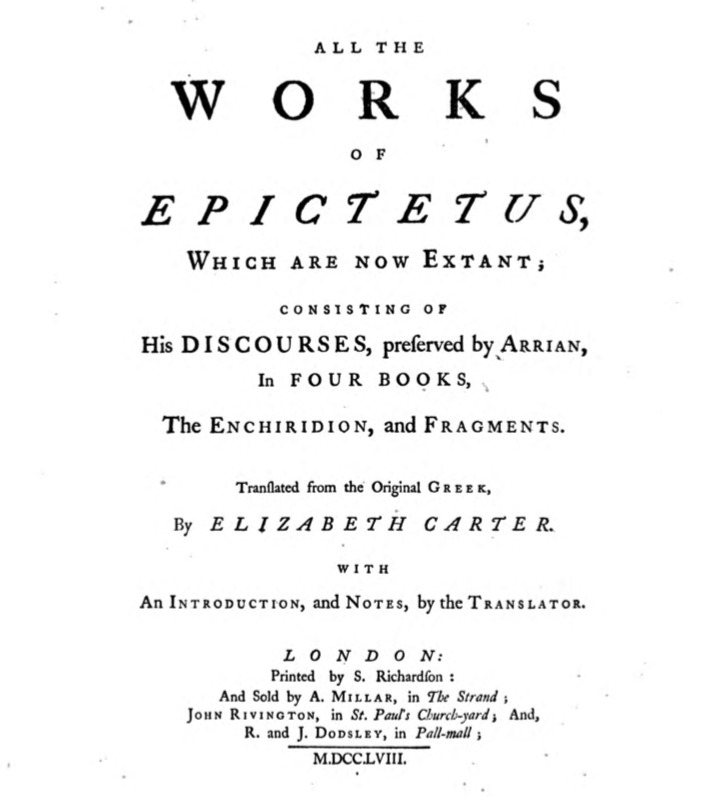 ALL THE
WORKS
OF
EPICTETUS,
WHICH ARE NOW EXTANT;
CONSISTING OF
His DISCOURSES, preſerved by ARRIAN,
In FOUR BOOKS,
The ENCHIRIDION, and FRAGMENTS.
Tranſlated from the Original GREEK,
By ELIZABETH CARTER.
WITH
An INTRODUCTION, and NOTES, by the TRANSLATOR.
LONDON:
Printed by S. Richardſon:
And Sold by A. MILLAR, in The Strand;
JOHN RIVINGTON, in St. Paul's Church-yard; And,
R. and J. DODSLEY, in Pall-mall;
M.DCC.LVIII.